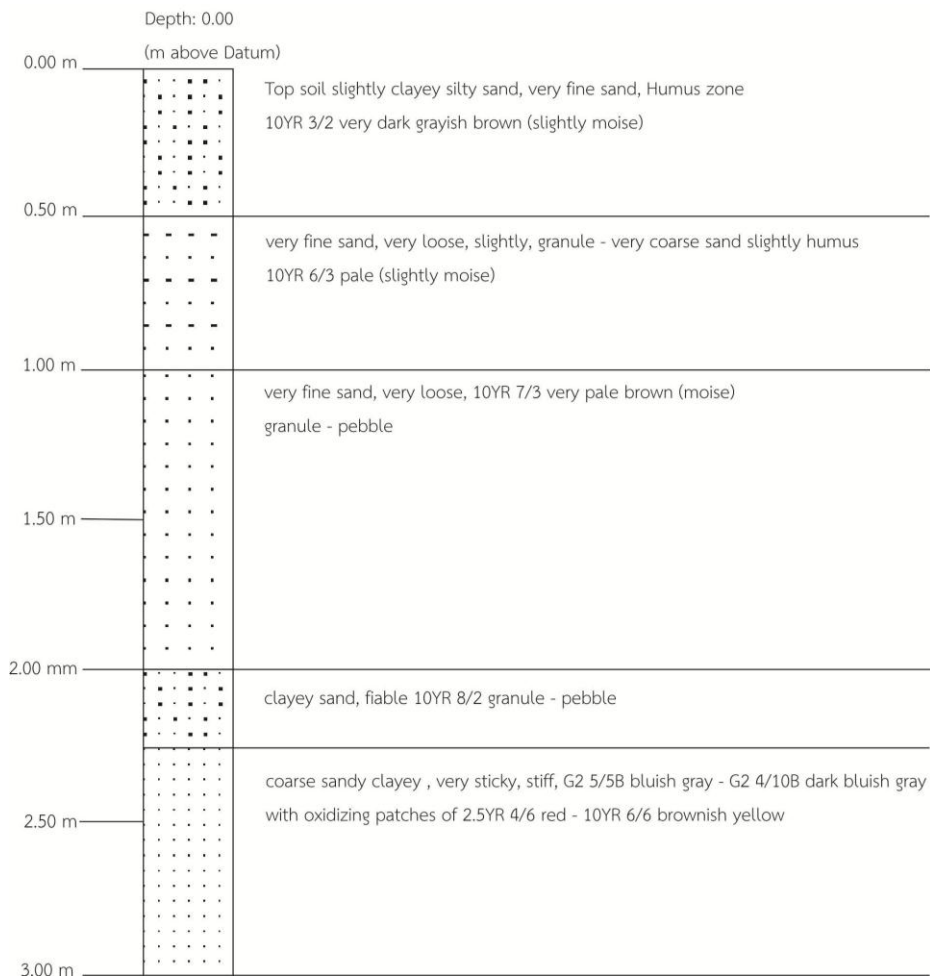 Depth: 0.00
(m above Datum)
0.00 m
Top soil slightly clayey silty sand, very fine sand, Humus zone
10YR 3/2 very dark grayish brown (slightly moise)
0.50 m
very fine sand, very loose, slightly, granule - very coarse sand slightly humus
10YR 6/3 pale (slightly moise)
1.00 m
very fine sand, very loose, 10YR 7/3 very pale brown (moise)
granule - pebble
1.50 m
2.00 mm
clayey sand, fiable 10YR 8/2 granule - pebble
coarse sandy clayey , very sticky, stiff, G2 5/5B bluish gray - G2 4/10B dark bluish gray
with oxidizing patches of 2.5YR 4/6 red - 10YR 6/6 brownish yellow
2.50 m
3.00 m